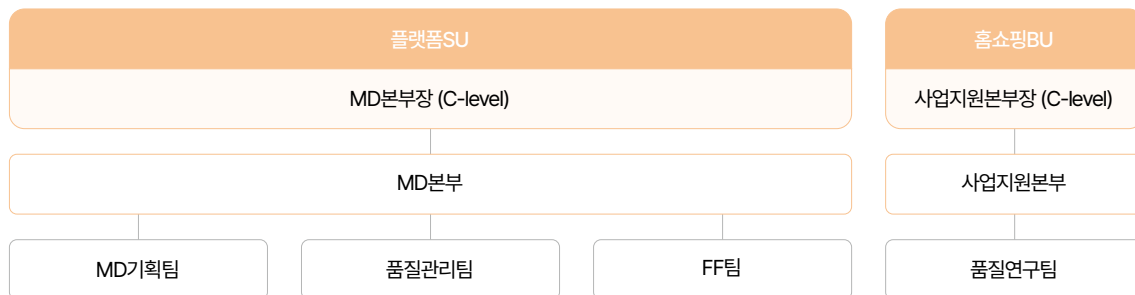 플랫폼SU
홈쇼핑BU
MD본부장 (C-level)
사업지원본부장 (C-level)
MD본부
사업지원본부
MD기획팀
품질관리팀
FF팀
품질연구팀